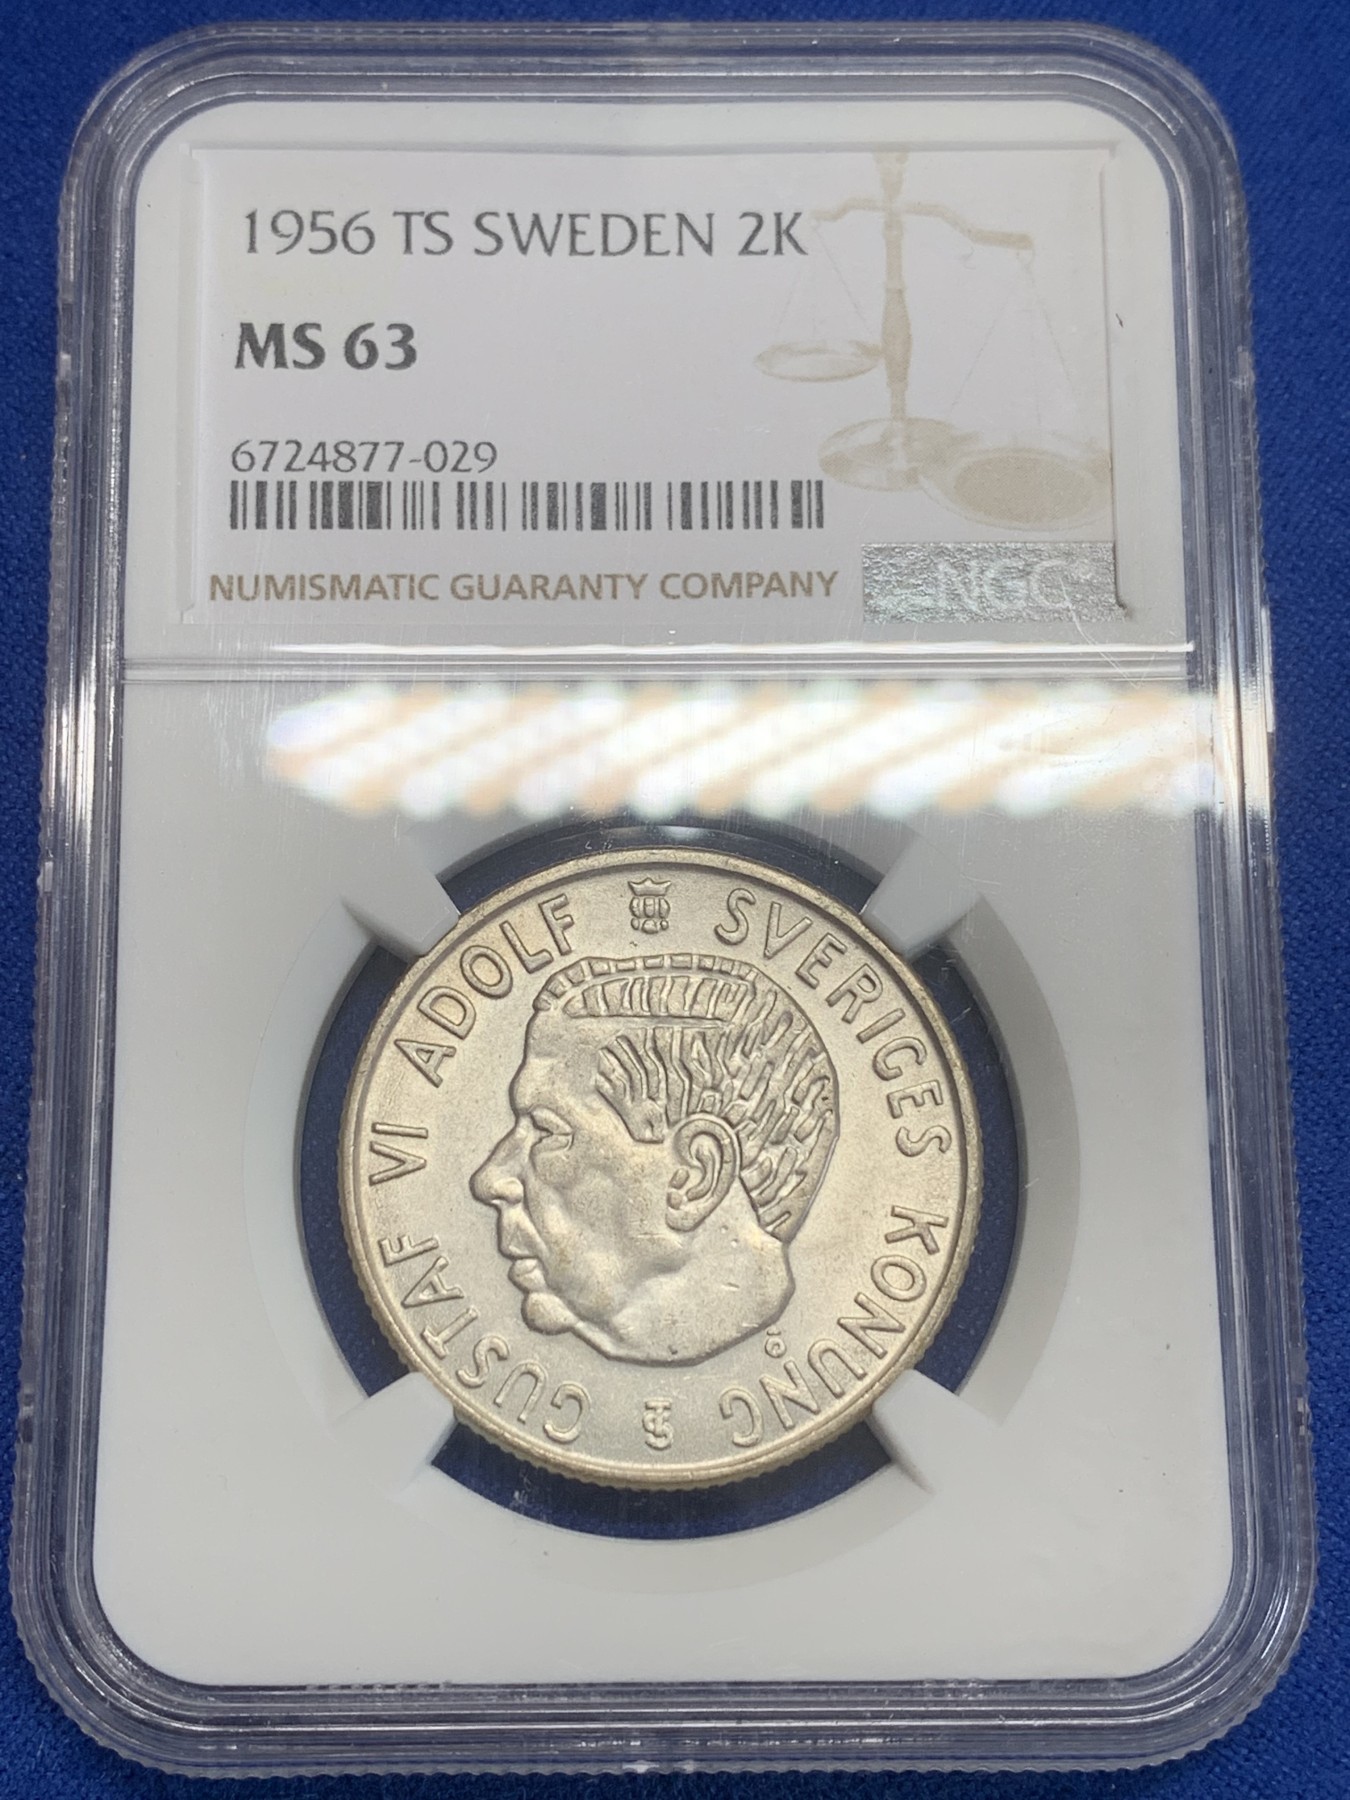 1956 TS SWEDEN 2K
MS 63
6724877-029
NUMISMATIC GUARANTY COMPANY
NGC
GUSTAF VI ADOLF SVERIGES KONUNG
TS
Ö